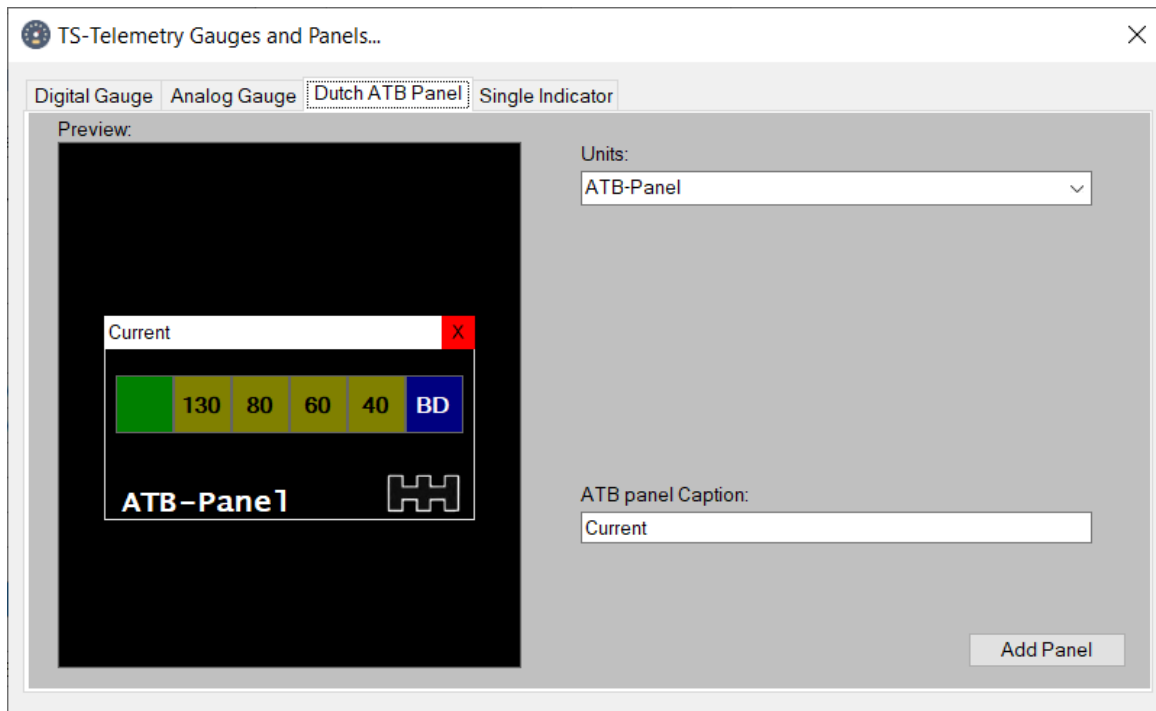 TS-Telemetry Gauges and Panels...
Digital Gauge Analog Gauge Dutch ATB Panel Single Indicator
Preview:
Units:
ATB-Panel
Current X
130 80 60 40 BD
ATB-Panel
ATB panel Caption:
Current
Add Panel